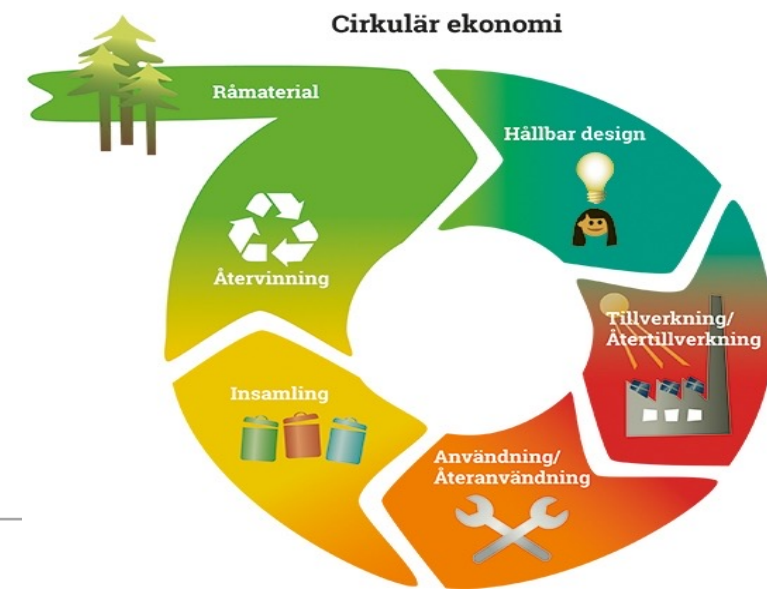 Cirkulär ekonomi
Råmaterial
Hållbar design
Tillverkning/
Återtillverkning
Användning/
Återanvändning
Insamling
Återvinning